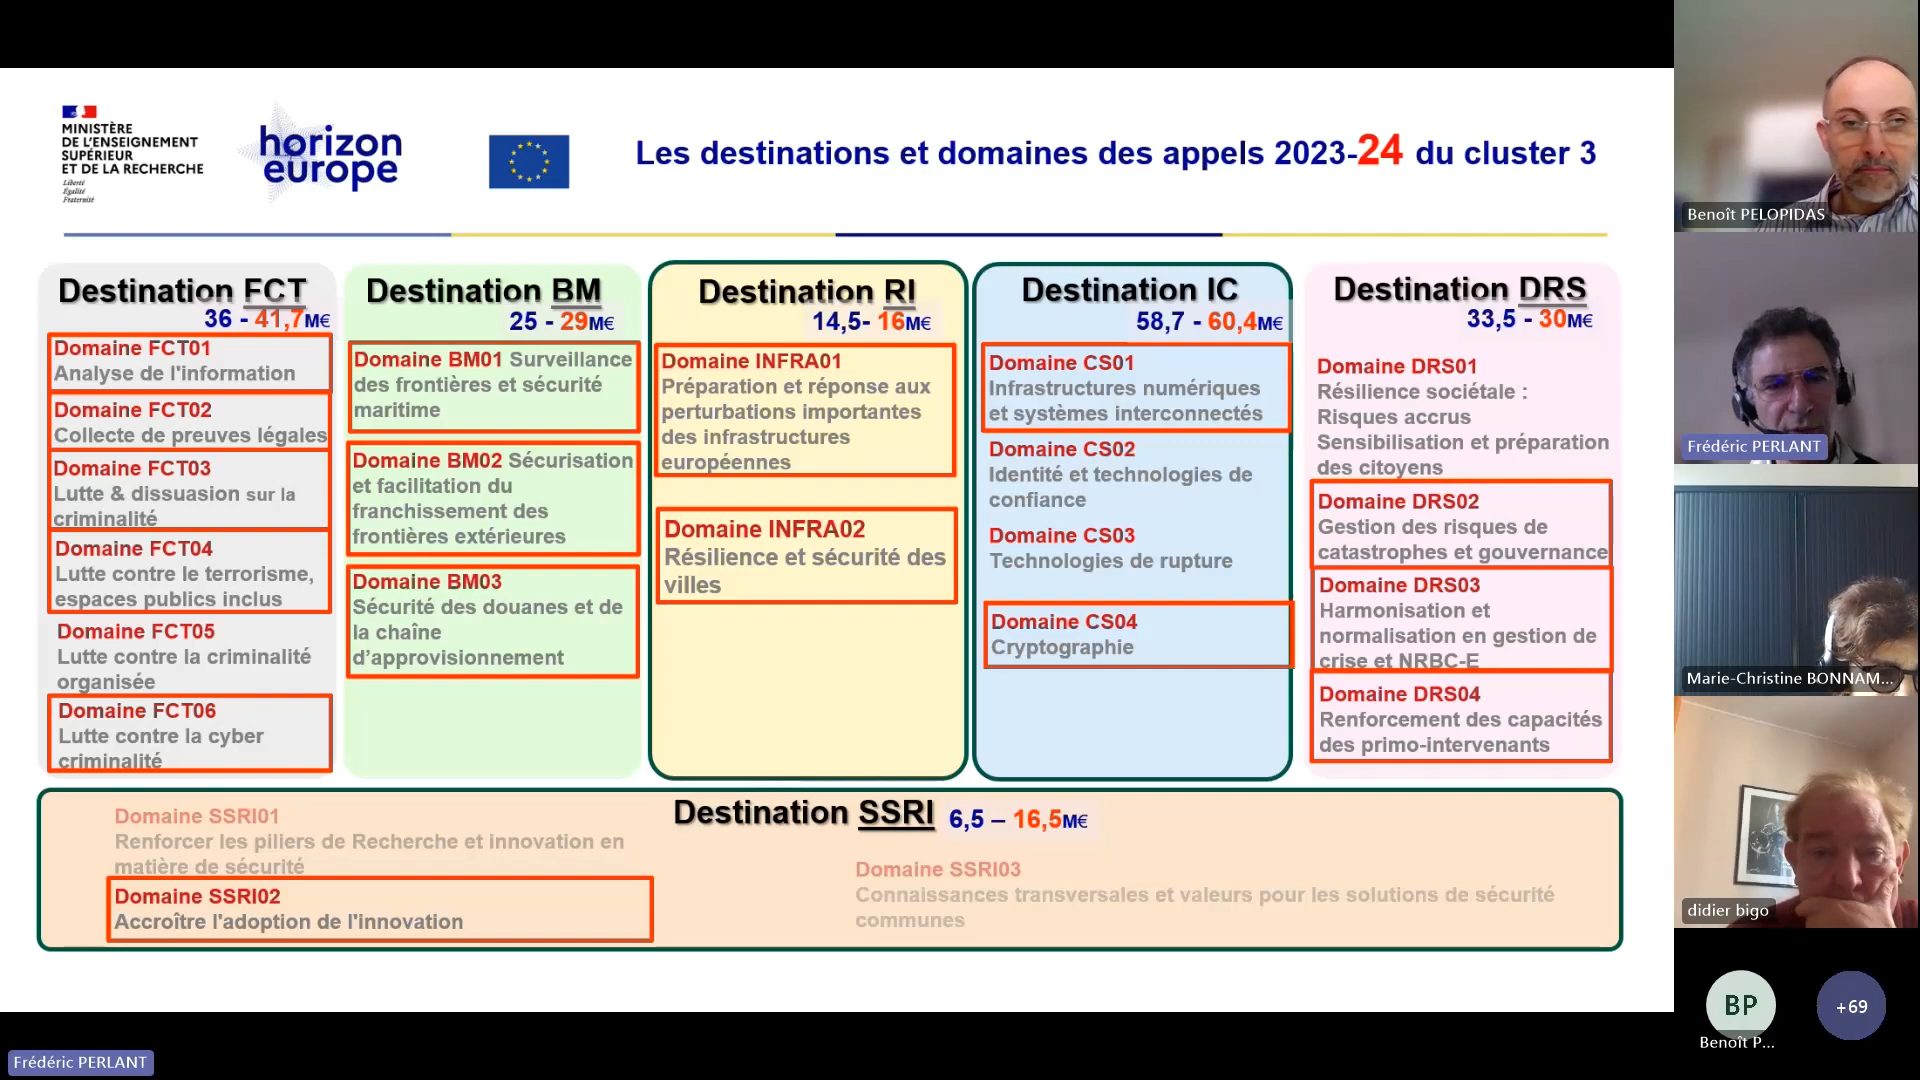 MINISTÈRE
DE L'ENSEIGNEMENT
SUPÉRIEUR
ET DE LA RECHERCHE
Liberté
Égalité
Fraternité
horizon
europe
Les destinations et domaines des appels 2023-24 du cluster 3
Destination FCT
36 - 41,7M€
Domaine FCT01
Analyse de l'information
Domaine FCT02
Collecte de preuves légales
Domaine FCT03
Lutte & dissuasion sur la
criminalité
Domaine FCT04
Lutte contre le terrorisme,
espaces publics inclus
Domaine FCT05
Lutte contre la criminalité
organisée
Domaine FCT06
Lutte contre la cyber
criminalité
Destination BM
25 - 29M€
Domaine BM01 Surveillance
des frontières et sécurité
maritime
Domaine BM02 Sécurisation
et facilitation du
franchissement des
frontières extérieures
Domaine BM03
Sécurité des douanes et de
la chaîne
d’approvisionnement
Destination RI
14,5- 16M€
Domaine INFRA01
Préparation et réponse aux
perturbations importantes
des infrastructures
européennes
Domaine INFRA02
Résilience et sécurité des
villes
Destination IC
58,7 - 60,4M€
Domaine CS01
Infrastructures numériques
et systèmes interconnectés
Domaine CS02
Identité et technologies de
confiance
Domaine CS03
Technologies de rupture
Domaine CS04
Cryptographie
Destination DRS
33,5 - 30M€
Domaine DRS01
Résilience sociétale :
Risques accrus
Sensibilisation et préparation
des citoyens
Domaine DRS02
Gestion des risques de
catastrophes et gouvernance
Domaine DRS03
Harmonisation et
normalisation en gestion de
crise et NRBC-E
Domaine DRS04
Renforcement des capacités
des primo-intervenants
Destination SSRI 6,5 – 16,5M€
Domaine SSRI01
Renforcer les piliers de Recherche et innovation en
matière de sécurité
Domaine SSRI02
Accroître l'adoption de l'innovation
Domaine SSRI03
Connaissances transversales et valeurs pour les solutions de sécurité
communes
Benoît PELOPIDAS
Frédéric PERLANT
Marie-Christine BONNAM...
didier bigo
BP
+69
Benoît P...
Frédéric PERLANT